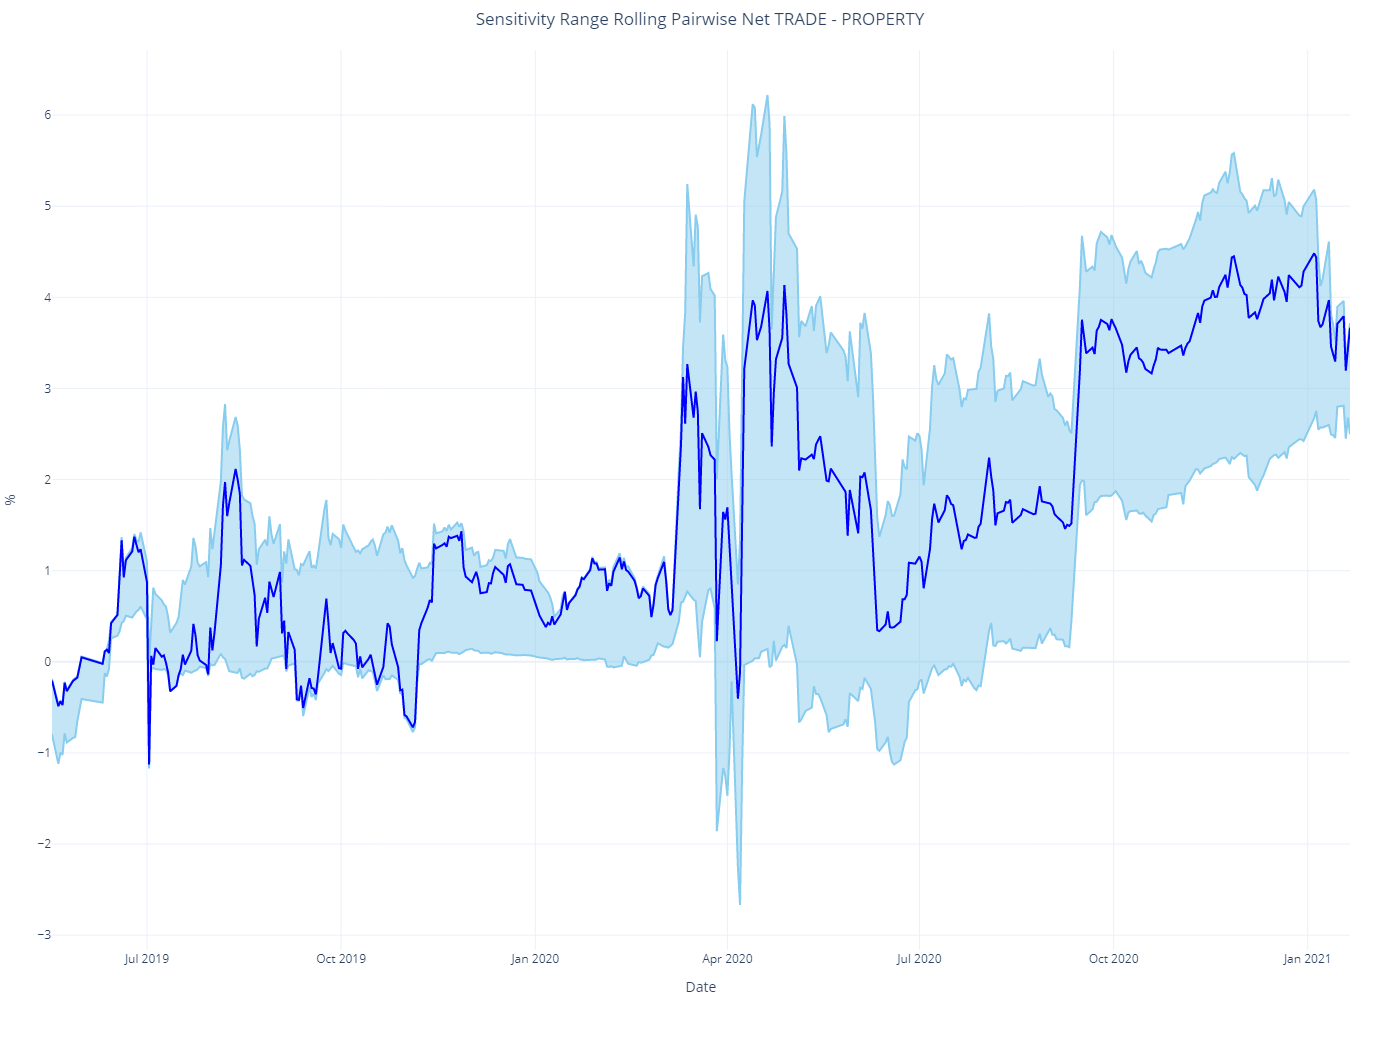 Sensitivity Range Rolling Pairwise Net TRADE - PROPERTY
6
5
4
3
2
1
0
−1
−2
−3
%
Jul 2019
Oct 2019
Jan 2020
Apr 2020
Jul 2020
Oct 2020
Jan 2021
Date